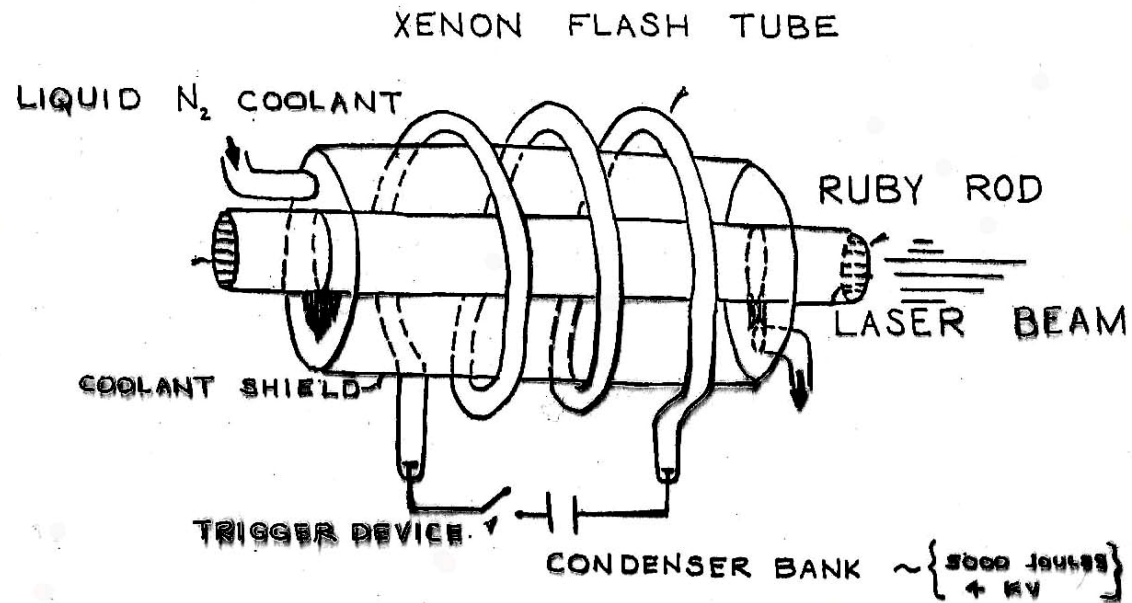 XENON FLASH TUBE
LIQUID N₂ COOLANT
RUBY ROD
LASER BEAM
COOLANT SHIELD
TRIGGER DEVICE.
CONDENSER BANK ~{5000 JOULES
4 KV}